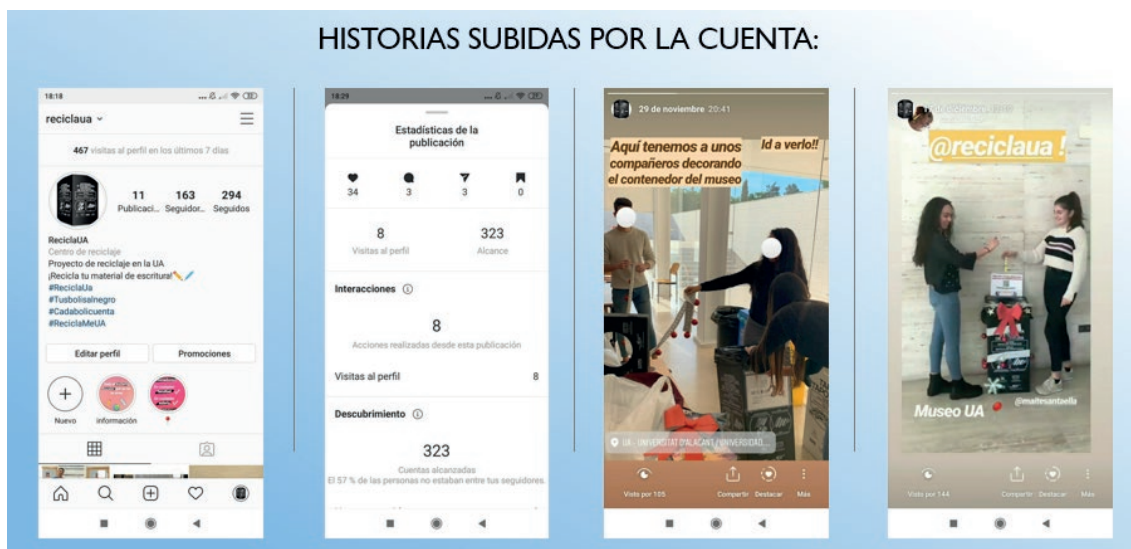 HISTORIAS SUBIDAS POR LA CUENTA:
18:18
reciclaua
467 visitas al perfil en los últimos 7 días
11 163 294
Publicaci... Seguidor... Seguidos
ReciclaUA
Centro de reciclaje
Proyecto de reciclaje en la UA
¡Recicla tu material de escritura!
#ReciclaUa
#Tusbolisalnegro
#Cadabolicuenta
#ReciclaMeUA
Editar perfil Promociones
Nuevo información
18:29
Estadísticas de la
publicación
34 3 3 0
8 323
Visitas al perfil Alcance
Interacciones
8
Acciones realizadas desde esta publicación
Visitas al perfil 8
Descubrimiento
323
Cuentas alcanzadas
El 57 % de las personas no estaban entre tus seguidores.
29 de noviembre 20:41
Aquí tenemos a unos
compañeros decorando
el contenedor del museo
Id a verlo!!
UA - UNIVERSITAT D'ALACANT / UNIVERSIDAD...
Visto por 105 Compartir Destacar Más
de diciembre
@reciclaua !
Museo UA
@maitesantaella
Visto por 144 Compartir Destacar Más